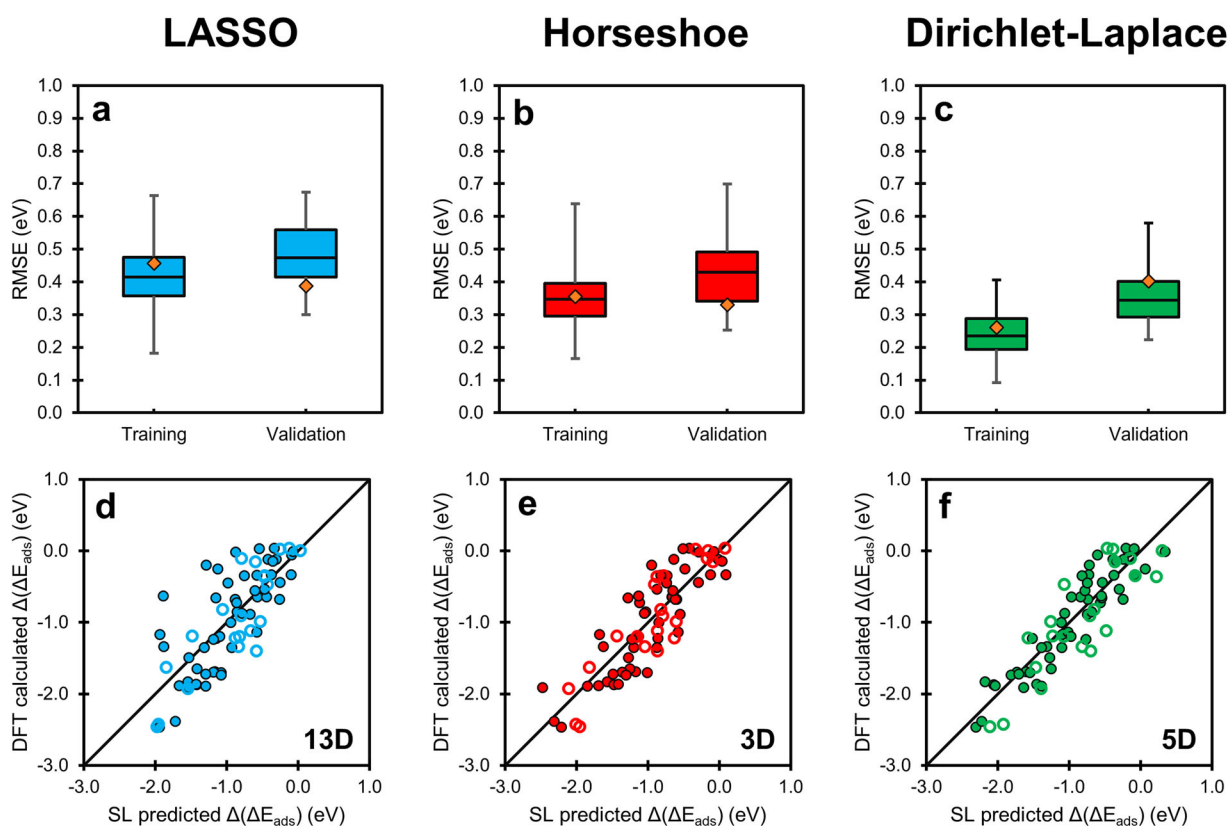 LASSO
Horseshoe
Dirichlet-Laplace
a
RMSE (eV)
1.0
0.9
0.8
0.7
0.6
0.5
0.4
0.3
0.2
0.1
0.0
Training
Validation
b
RMSE (eV)
1.0
0.9
0.8
0.7
0.6
0.5
0.4
0.3
0.2
0.1
0.0
Training
Validation
c
RMSE (eV)
1.0
0.9
0.8
0.7
0.6
0.5
0.4
0.3
0.2
0.1
0.0
Training
Validation
d
DFT calculated Δ(ΔEads) (eV)
1.0
0.0
-1.0
-2.0
-3.0
13D
-3.0 -2.0 -1.0 0.0 1.0
SL predicted Δ(ΔEads) (eV)
e
DFT calculated Δ(ΔEads) (eV)
1.0
0.0
-1.0
-2.0
-3.0
3D
-3.0 -2.0 -1.0 0.0 1.0
SL predicted Δ(ΔEads) (eV)
f
DFT calculated Δ(ΔEads) (eV)
1.0
0.0
-1.0
-2.0
-3.0
5D
-3.0 -2.0 -1.0 0.0 1.0
SL predicted Δ(ΔEads) (eV)